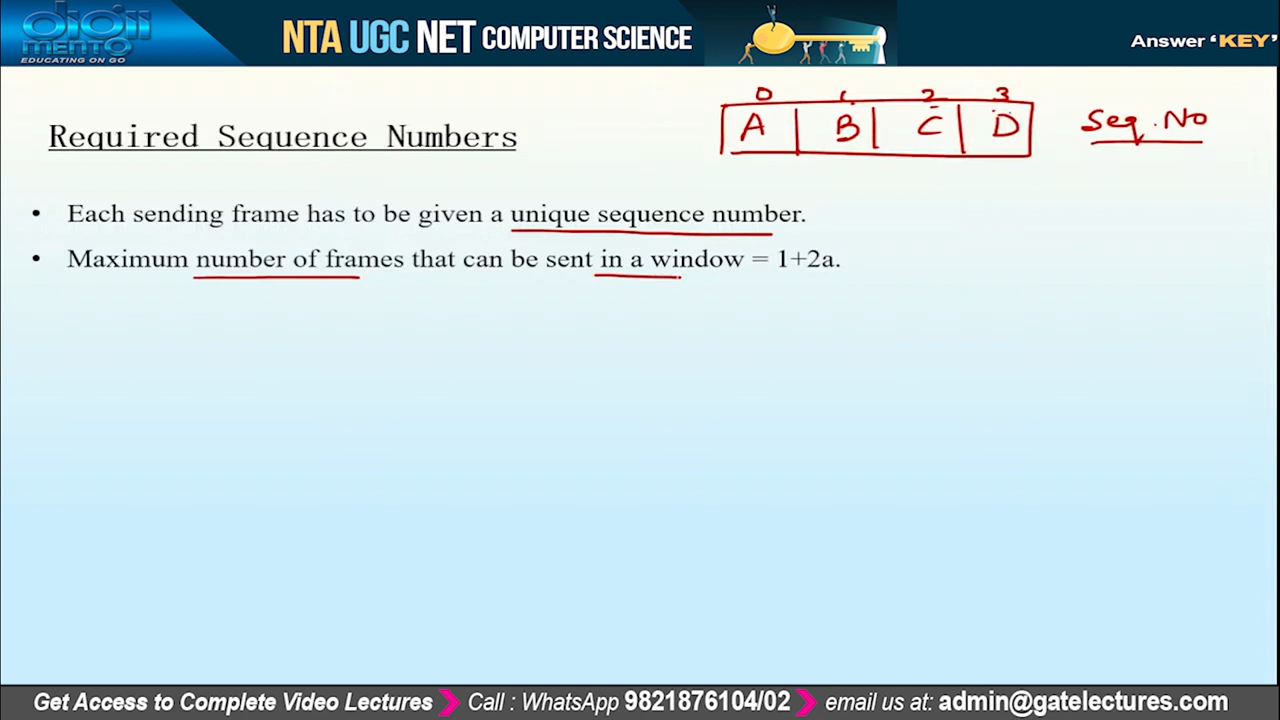 didii
MENTO
EDUCATING ON GO
NTA UGC NET COMPUTER SCIENCE
Answer ‘KEY’
0 1 2 3
A B C D
Seq. No
Required Sequence Numbers
• Each sending frame has to be given a unique sequence number.
• Maximum number of frames that can be sent in a window = 1+2a.
Get Access to Complete Video Lectures
Call : WhatsApp 9821876104/02
email us at: admin@gatelectures.com